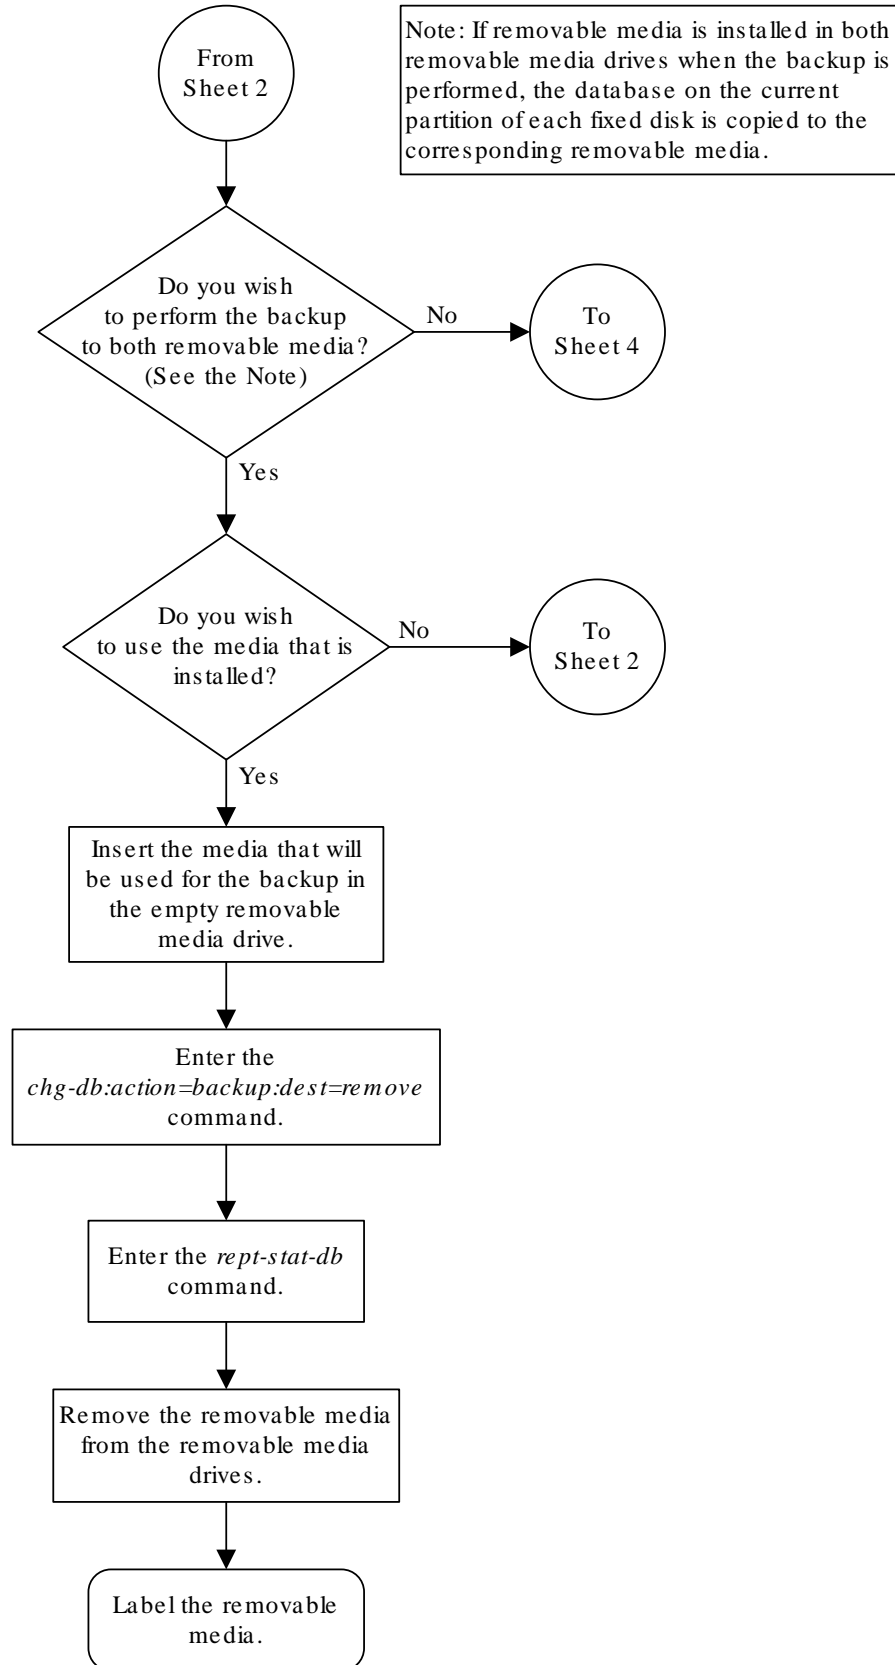 From
Sheet 2
Note: If removable media is installed in both
removable media drives when the backup is
performed, the database on the current
partition of each fixed disk is copied to the
corresponding removable media.
Do you wish
to perform the backup
to both removable media?
(See the Note)
No
To
Sheet 4
Yes
Do you wish
to use the media that is
installed?
No
To
Sheet 2
Yes
Insert the media that will
be used for the backup in
the empty removable
media drive.
Enter the
chg-db:action=backup:dest=remove
command.
Enter the rept-stat-db
command.
Remove the removable media
from the removable media
drives.
Label the removable
media.